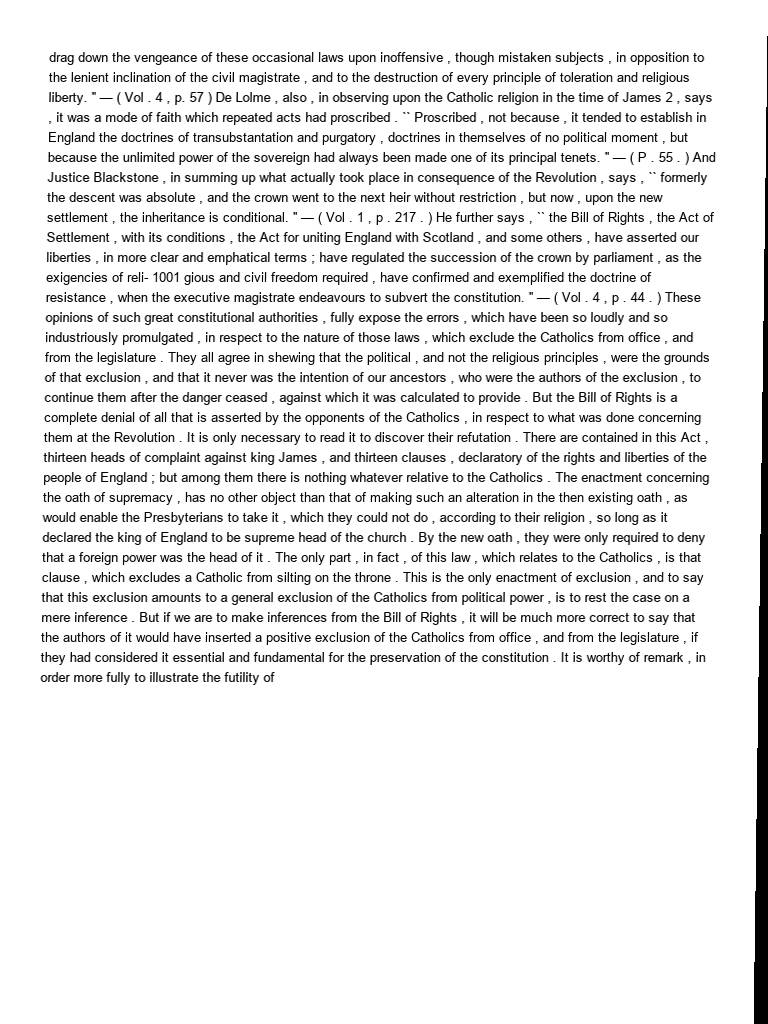 drag down the vengeance of these occasional laws upon inoffensive , though mistaken subjects , in opposition to
the lenient inclination of the civil magistrate , and to the destruction of every principle of toleration and religious
liberty. " — ( Vol . 4 , p. 57 ) De Lolme , also , in observing upon the Catholic religion in the time of James 2 , says
, it was a mode of faith which repeated acts had proscribed . `` Proscribed , not because , it tended to establish in
England the doctrines of transubstantation and purgatory , doctrines in themselves of no political moment , but
because the unlimited power of the sovereign had always been made one of its principal tenets. " — ( P . 55 . ) And
Justice Blackstone , in summing up what actually took place in consequence of the Revolution , says , `` formerly
the descent was absolute , and the crown went to the next heir without restriction , but now , upon the new
settlement , the inheritance is conditional. " — ( Vol . 1 , p . 217 . ) He further says , `` the Bill of Rights , the Act of
Settlement , with its conditions , the Act for uniting England with Scotland , and some others , have asserted our
liberties , in more clear and emphatical terms ; have regulated the succession of the crown by parliament , as the
exigencies of reli- 1001 gious and civil freedom required , have confirmed and exemplified the doctrine of
resistance , when the executive magistrate endeavours to subvert the constitution. " — ( Vol . 4 , p . 44 . ) These
opinions of such great constitutional authorities , fully expose the errors , which have been so loudly and so
industriously promulgated , in respect to the nature of those laws , which exclude the Catholics from office , and
from the legislature . They all agree in shewing that the political , and not the religious principles , were the grounds
of that exclusion , and that it never was the intention of our ancestors , who were the authors of the exclusion , to
continue them after the danger ceased , against which it was calculated to provide . But the Bill of Rights is a
complete denial of all that is asserted by the opponents of the Catholics , in respect to what was done concerning
them at the Revolution . It is only necessary to read it to discover their refutation . There are contained in this Act ,
thirteen heads of complaint against king James , and thirteen clauses , declaratory of the rights and liberties of the
people of England ; but among them there is nothing whatever relative to the Catholics . The enactment concerning
the oath of supremacy , has no other object than that of making such an alteration in the then existing oath , as
would enable the Presbyterians to take it , which they could not do , according to their religion , so long as it
declared the king of England to be supreme head of the church . By the new oath , they were only required to deny
that a foreign power was the head of it . The only part , in fact , of this law , which relates to the Catholics , is that
clause , which excludes a Catholic from silting on the throne . This is the only enactment of exclusion , and to say
that this exclusion amounts to a general exclusion of the Catholics from political power , is to rest the case on a
mere inference . But if we are to make inferences from the Bill of Rights , it will be much more correct to say that
the authors of it would have inserted a positive exclusion of the Catholics from office , and from the legislature , if
they had considered it essential and fundamental for the preservation of the constitution . It is worthy of remark , in
order more fully to illustrate the futility of